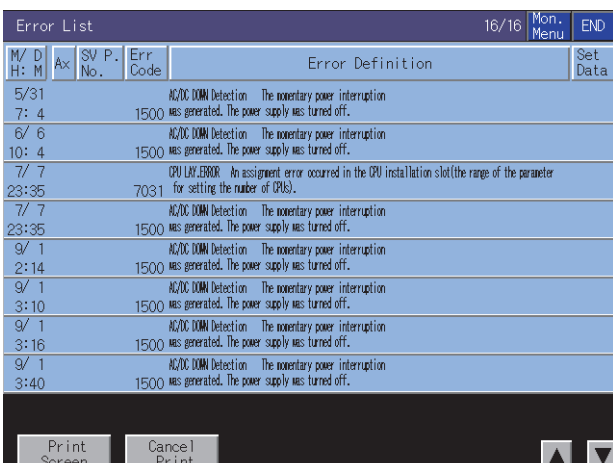 Error List 16/16 Mon. Menu END
M/ D H: M Ax SV P. No. Err Code Error Definition Set Data
5/31 AC/DC DOWN Detection The momentary power interruption
7: 4 1500 was generated. The power supply was turned off.
6/ 6 AC/DC DOWN Detection The momentary power interruption
10: 4 1500 was generated. The power supply was turned off.
7/ 7 CPU LAY.ERROR An assignment error occurred in the CPU installation slot(the range of the parameter
23:35 7031 for setting the number of CPUs).
7/ 7 AC/DC DOWN Detection The momentary power interruption
23:35 1500 was generated. The power supply was turned off.
9/ 1 AC/DC DOWN Detection The momentary power interruption
2:14 1500 was generated. The power supply was turned off.
9/ 1 AC/DC DOWN Detection The momentary power interruption
3:10 1500 was generated. The power supply was turned off.
9/ 1 AC/DC DOWN Detection The momentary power interruption
3:16 1500 was generated. The power supply was turned off.
9/ 1 AC/DC DOWN Detection The momentary power interruption
3:40 1500 was generated. The power supply was turned off.
Print Screen Cancel Print